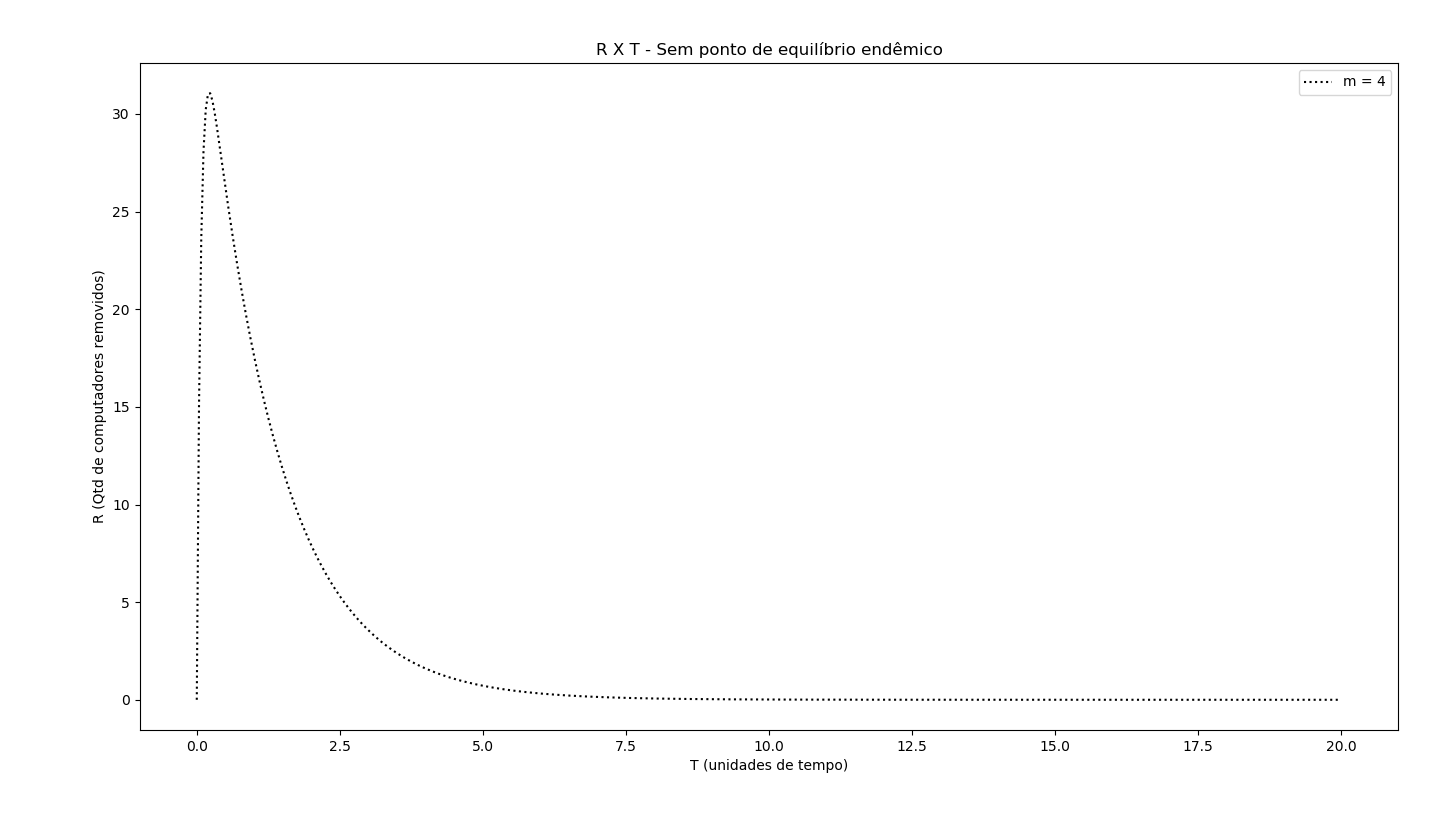 R X T - Sem ponto de equilíbrio endêmico
m = 4
R (Qtd de computadores removidos)
30
25
20
15
10
5
0
0.0 2.5 5.0 7.5 10.0 12.5 15.0 17.5 20.0
T (unidades de tempo)